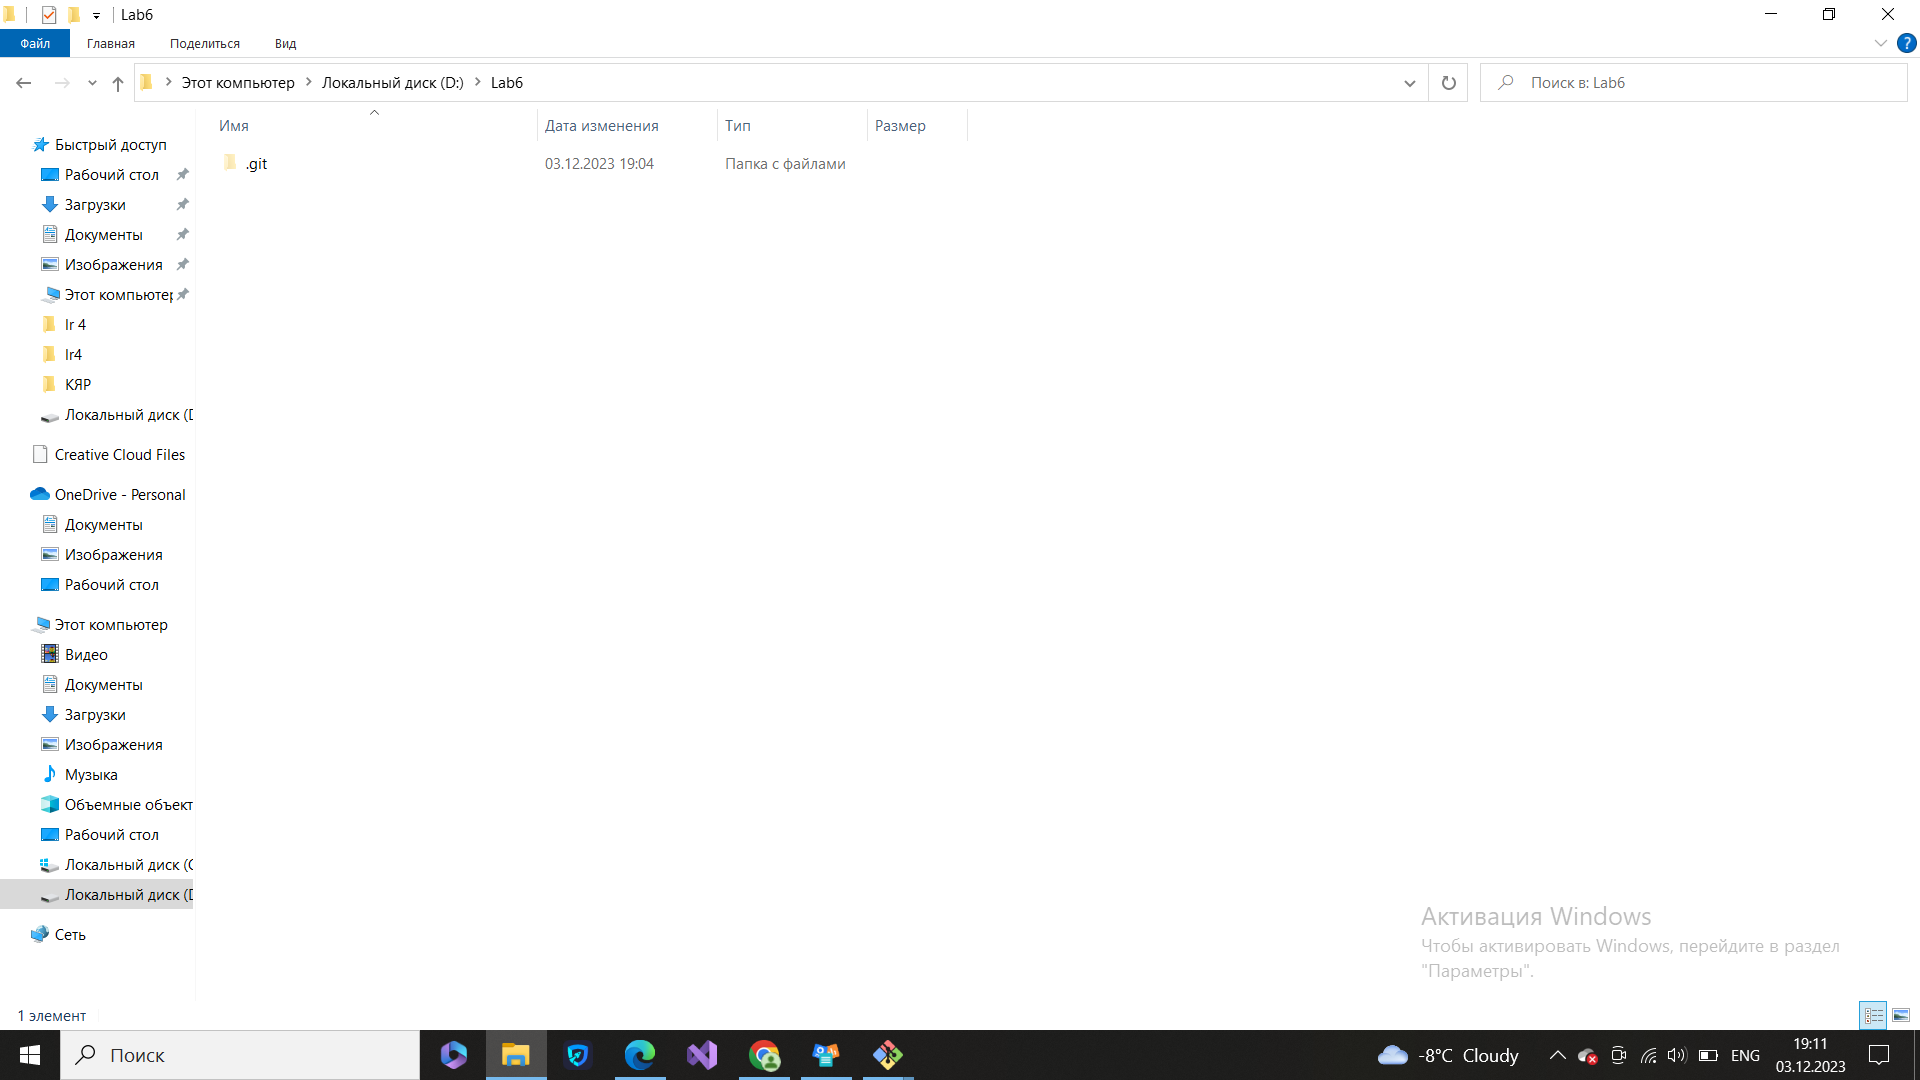 Lab6
Файл Главная Поделиться Вид
Этот компьютер Локальный диск (D:) Lab6
Поиск в: Lab6
Имя Дата изменения Тип Размер
.git 03.12.2023 19:04 Папка с файлами
Быстрый доступ
Рабочий стол
Загрузки
Документы
Изображения
Этот компьютер
lr 4
lr4
КЯР
Локальный диск (D
Creative Cloud Files
OneDrive - Personal
Документы
Изображения
Рабочий стол
Этот компьютер
Видео
Документы
Загрузки
Изображения
Музыка
Объемные объект
Рабочий стол
Локальный диск (C
Локальный диск (D
Сеть
Активация Windows
Чтобы активировать Windows, перейдите в раздел
"Параметры".
1 элемент
Поиск
-8°C Cloudy
ENG
19:11
03.12.2023